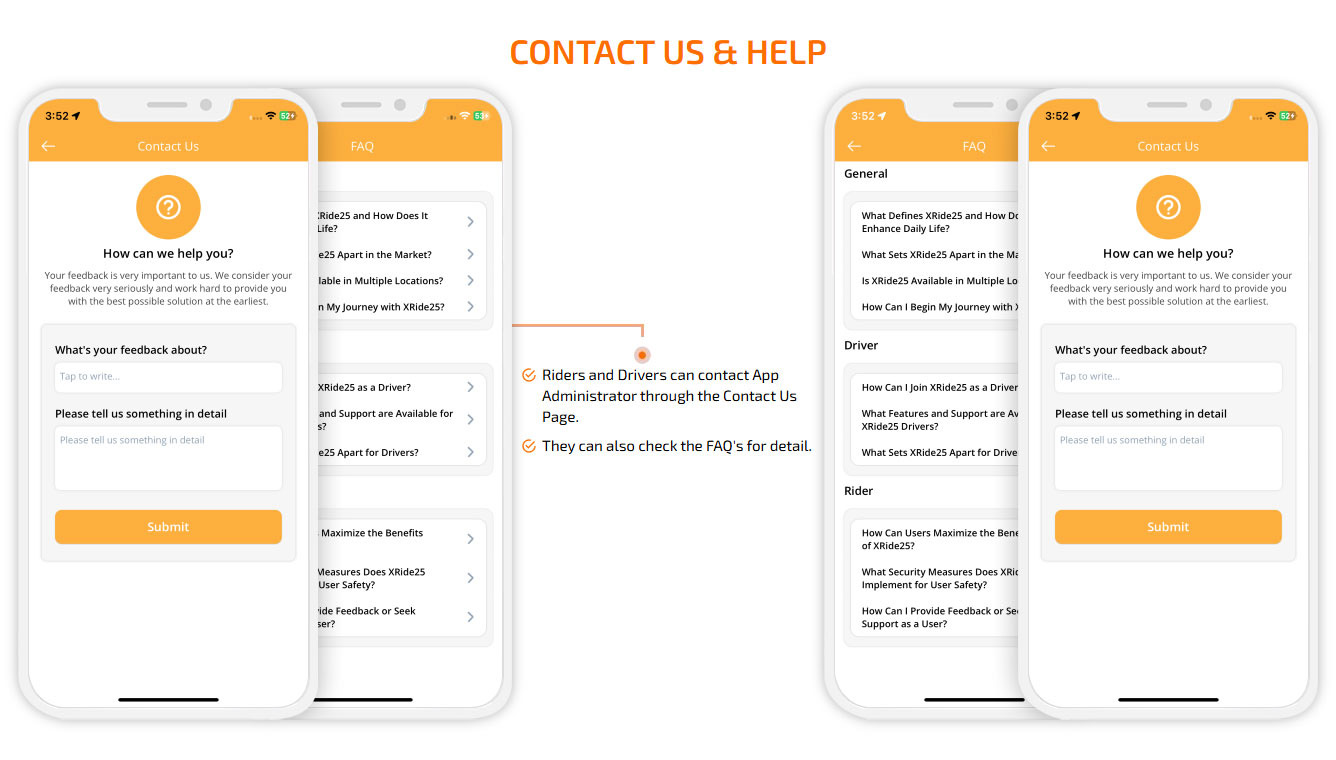 CONTACT US & HELP
3:52
52
Contact Us
How can we help you?
Your feedback is very important to us. We consider your
feedback very seriously and work hard to provide you
with the best possible solution at the earliest.
What's your feedback about?
Tap to write...
Please tell us something in detail
Please tell us something in detail
Submit
FAQ
XRide25 and How Does It
Life?
e25 Apart in the Market?
lable in Multiple Locations?
n My Journey with XRide25?
XRide25 as a Driver?
and Support are Available for
s?
e25 Apart for Drivers?
Maximize the Benefits
Measures Does XRide25
User Safety?
ide Feedback or Seek
ser?
Riders and Drivers can contact App
Administrator through the Contact Us
Page.
They can also check the FAQ's for detail.
3:52
FAQ
General
What Defines XRide25 and How Do
Enhance Daily Life?
What Sets XRide25 Apart in the Ma
Is XRide25 Available in Multiple Lo
How Can I Begin My Journey with
Driver
How Can I Join XRide25 as a Driver
What Features and Support are Av
XRide25 Drivers?
What Sets XRide25 Apart for Drive
Rider
How Can Users Maximize the Bene
of XRide25?
What Security Measures Does XRid
Implement for User Safety?
How Can I Provide Feedback or See
Support as a User?
3:52
52
Contact Us
How can we help you?
Your feedback is very important to us. We consider your
feedback very seriously and work hard to provide you
with the best possible solution at the earliest.
What's your feedback about?
Tap to write...
Please tell us something in detail
Please tell us something in detail
Submit